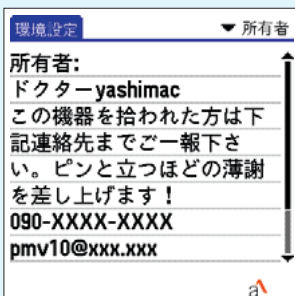 環境設定 ▼ 所有者
所有者:
ドクターyashimac
この機器を拾われた方は下
記連絡先までご一報下さ
い。ピンと立つほどの薄謝
を差し上げます！
090-XXXX-XXXX
pmv10@xxx.xxx
a